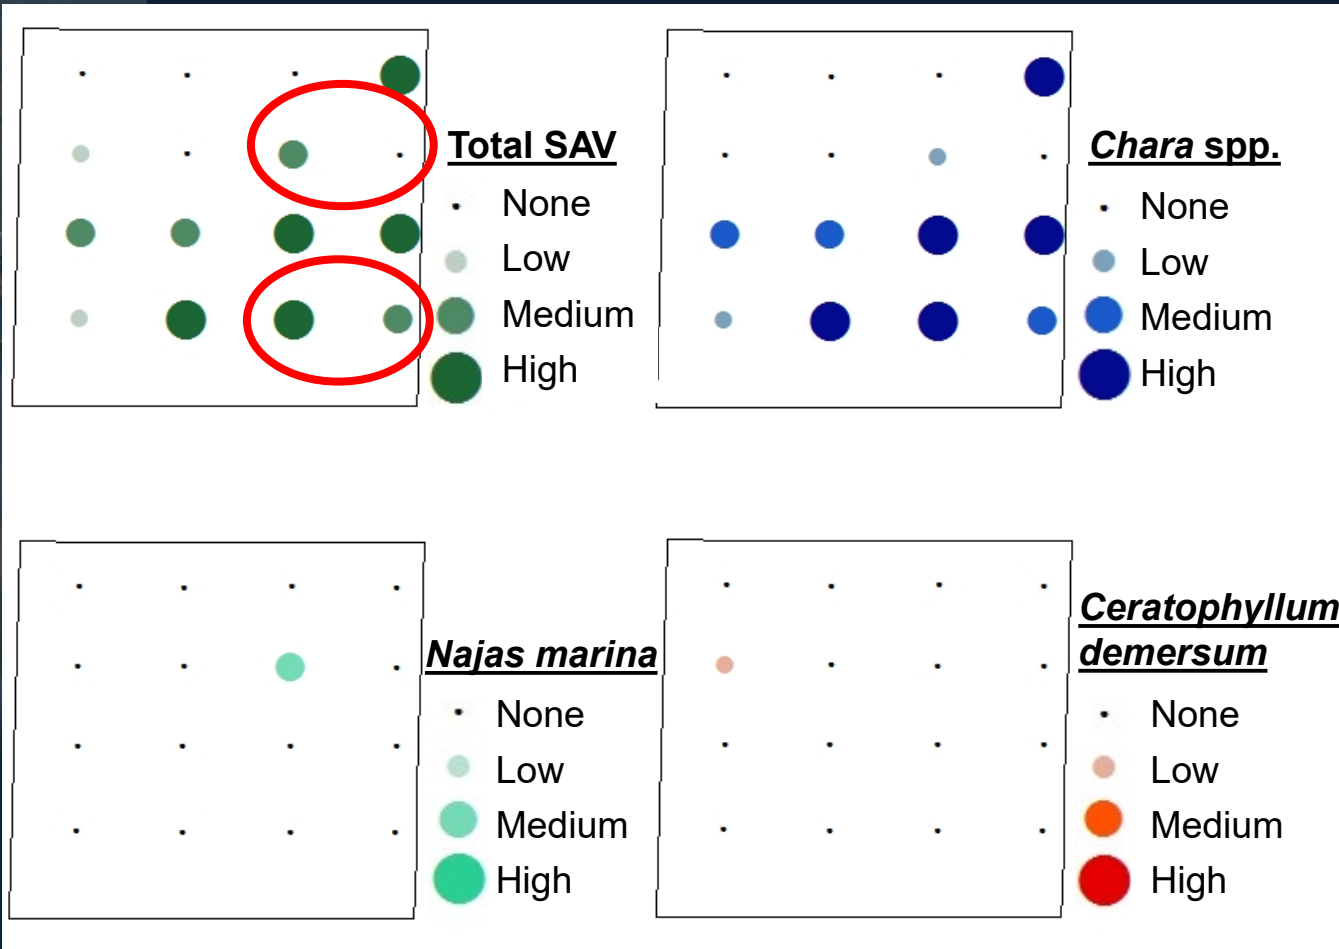 Total SAV
None
Low
Medium
High
Chara spp.
None
Low
Medium
High
Najas marina
None
Low
Medium
High
Ceratophyllum
demersum
None
Low
Medium
High